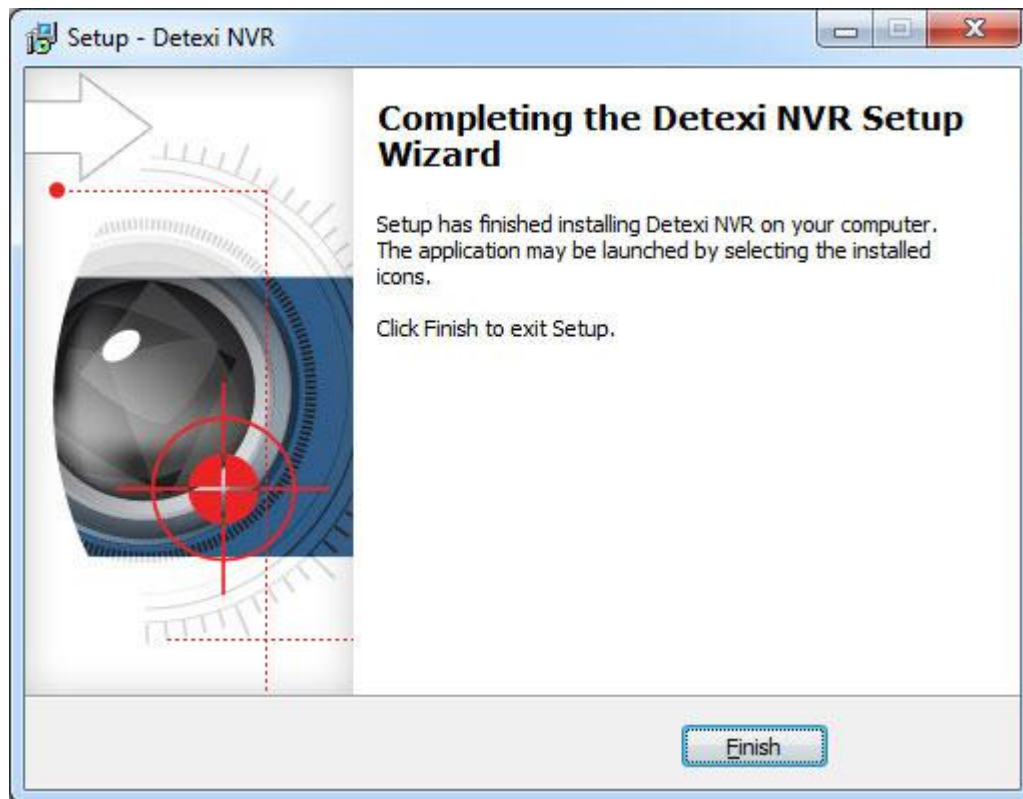 Setup - Detexi NVR
Completing the Detexi NVR Setup
Wizard
Setup has finished installing Detexi NVR on your computer.
The application may be launched by selecting the installed
icons.
Click Finish to exit Setup.
Finish